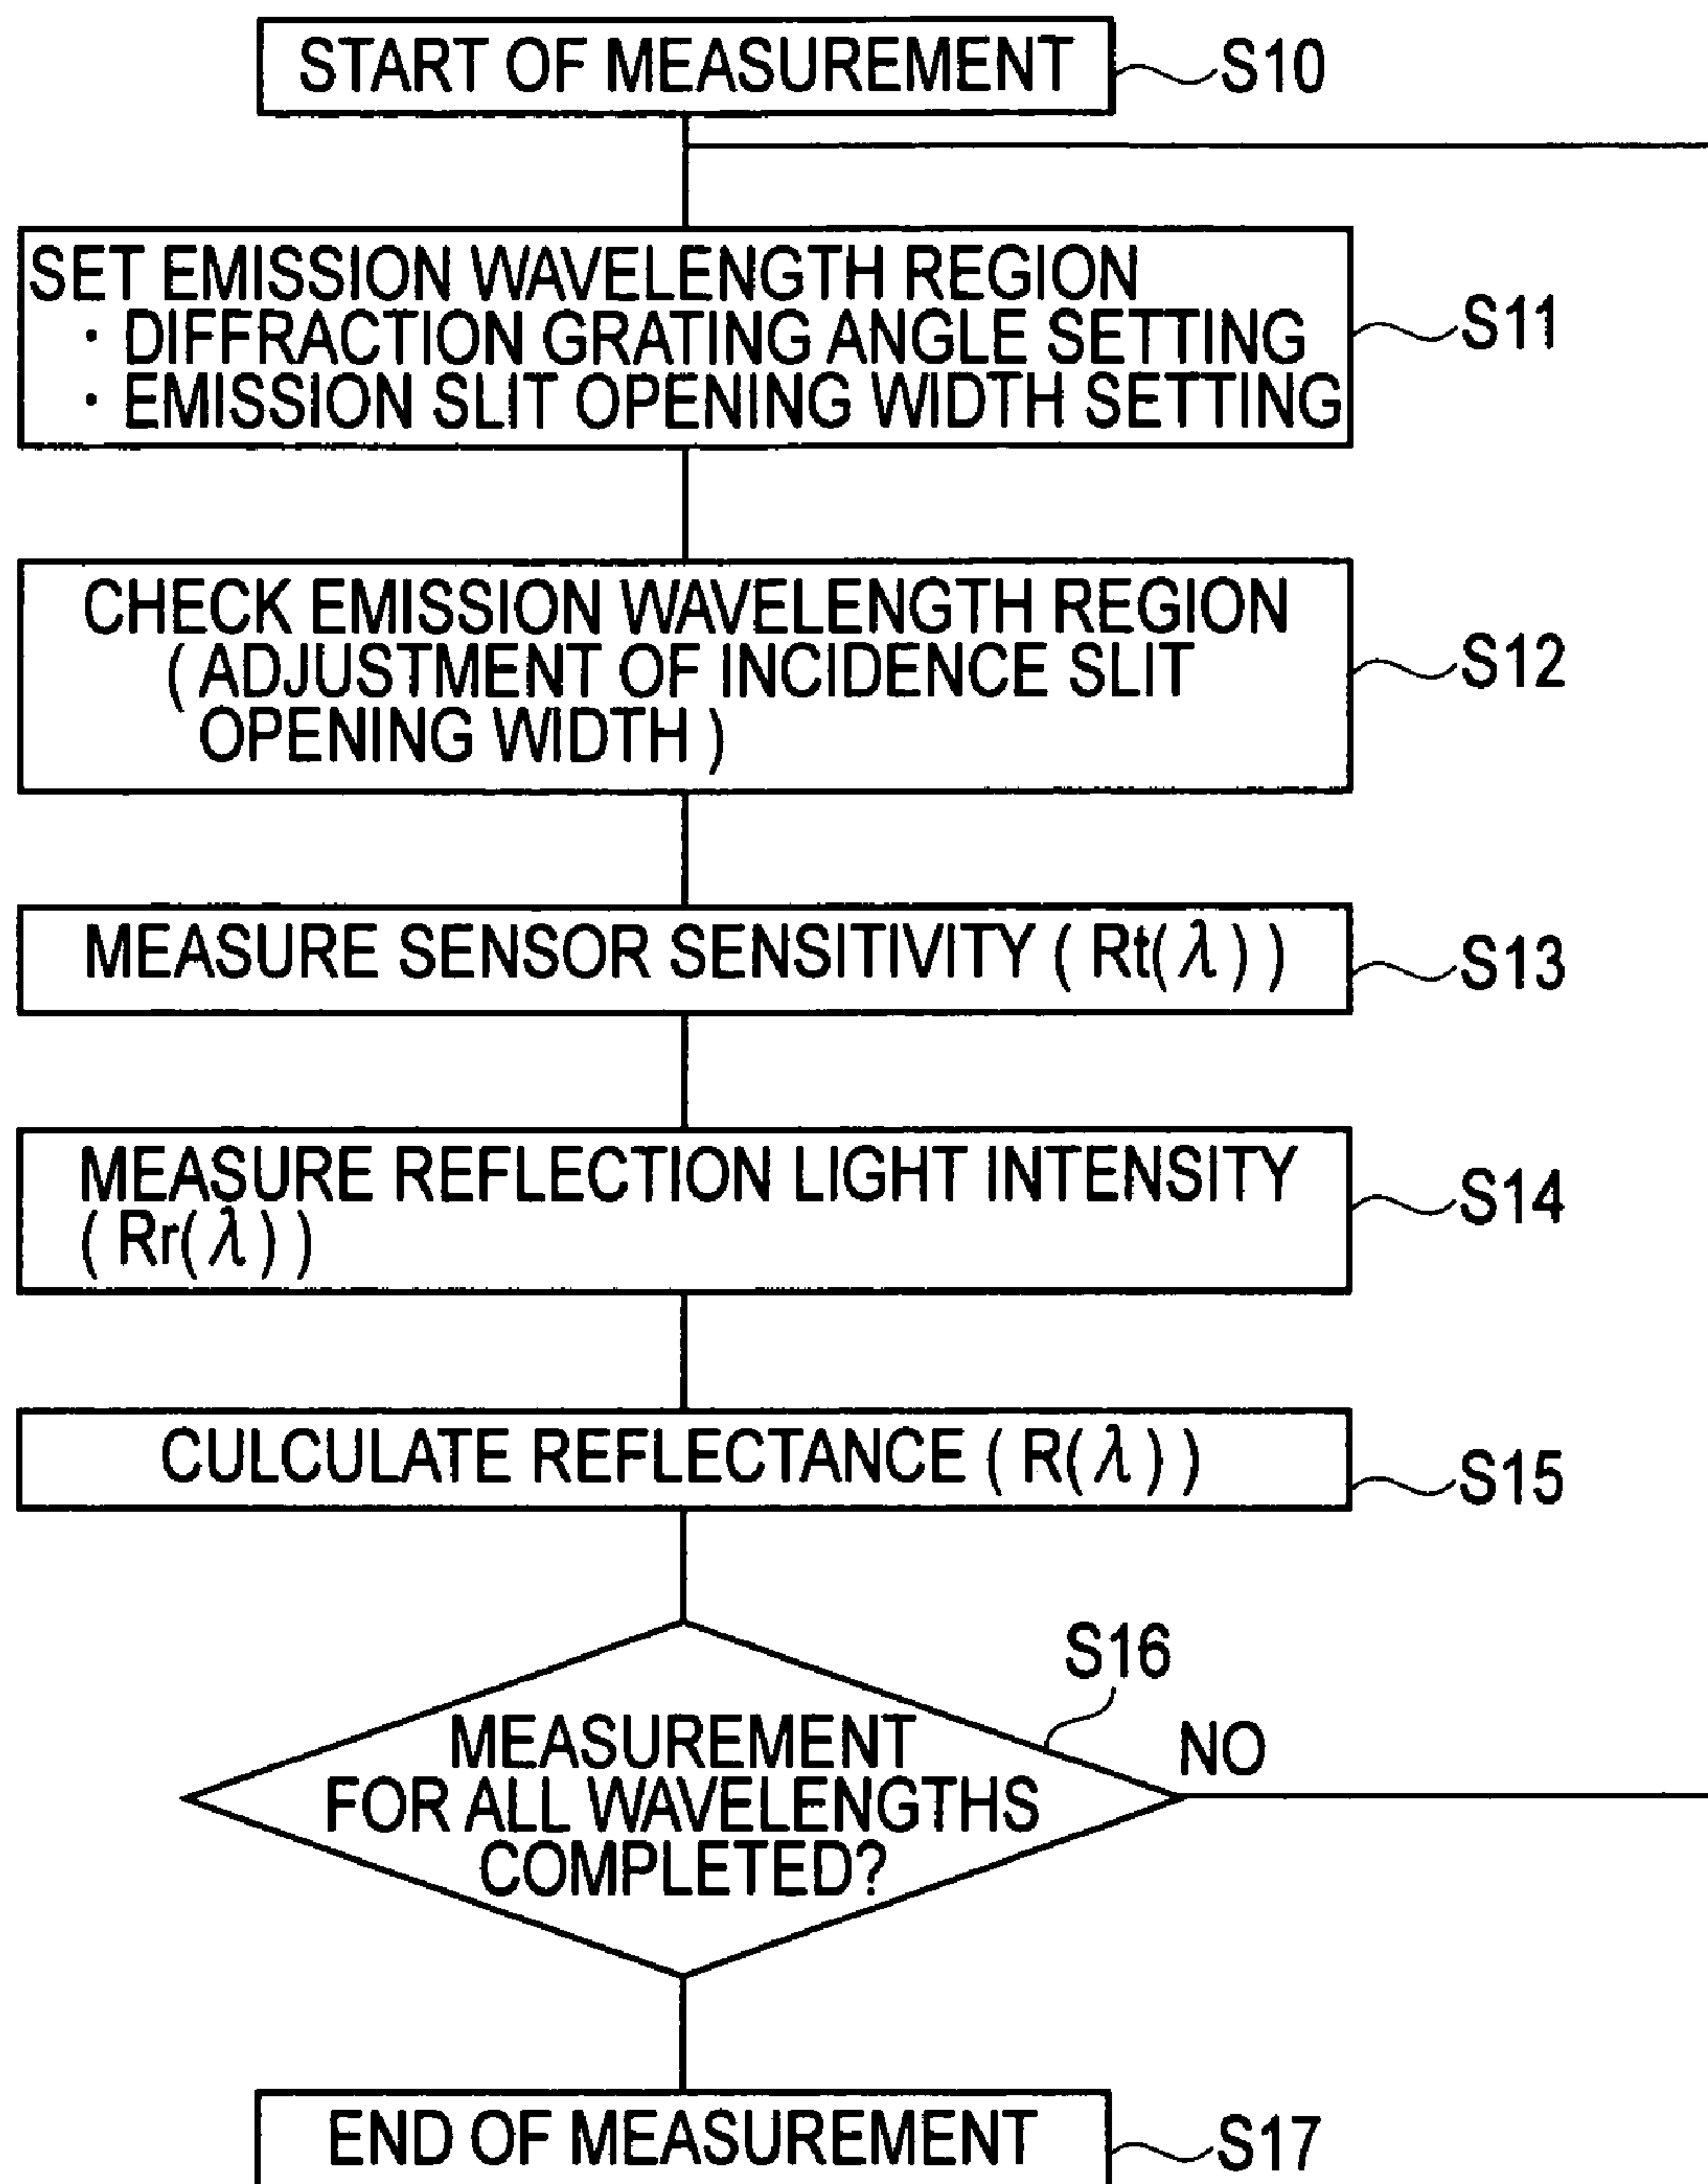 START OF MEASUREMENT
S10
SET EMISSION WAVELENGTH REGION
· DIFFRACTION GRATING ANGLE SETTING
· EMISSION SLIT OPENING WIDTH SETTING
S11
CHECK EMISSION WAVELENGTH REGION
( ADJUSTMENT OF INCIDENCE SLIT
OPENING WIDTH )
S12
MEASURE SENSOR SENSITIVITY ( Rt(λ) )
S13
MEASURE REFLECTION LIGHT INTENSITY
( Rr(λ) )
S14
CULCULATE REFLECTANCE ( R(λ) )
S15
S16
MEASUREMENT
FOR ALL WAVELENGTHS
COMPLETED?
NO
END OF MEASUREMENT
S17